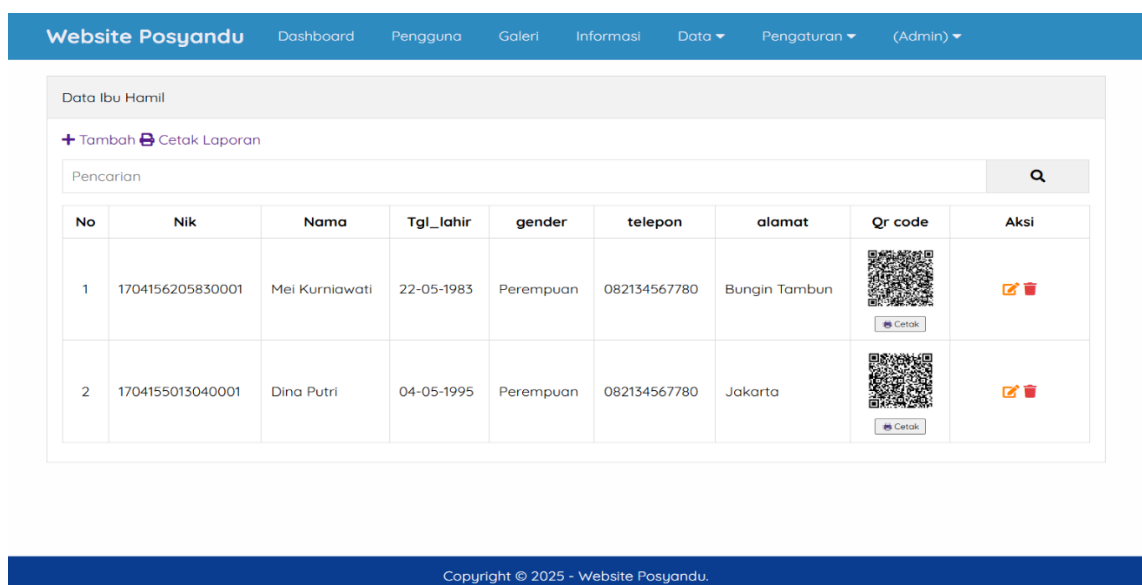 Website Posyandu Dashboard Pengguna Galeri Informasi Data Pengaturan (Admin)
Data Ibu Hamil
Tambah Cetak Laporan
Pencarian
No Nik Nama Tgl_lahir gender telepon alamat Qr code Aksi
1 1704156205830001 Mei Kurniawati 22-05-1983 Perempuan 082134567780 Bungin Tambun
Cetak
2 1704155013040001 Dina Putri 04-05-1995 Perempuan 082134567780 Jakarta
Cetak
Copyright © 2025 - Website Posyandu.